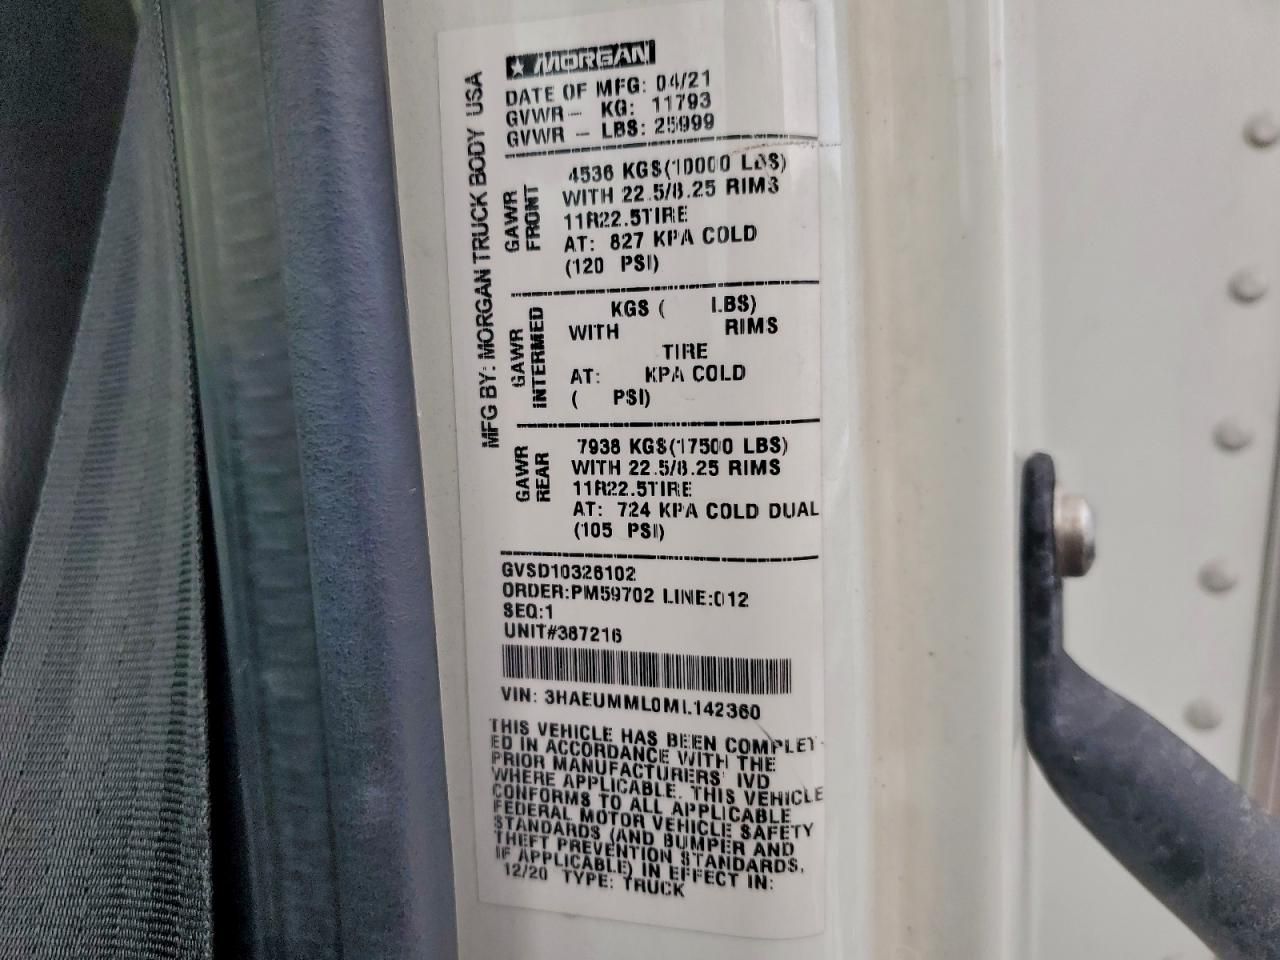 MORGAN
MFG BY: MORGAN TRUCK BODY USA
DATE OF MFG: 04/21
GVWR - KG: 11793
GVWR - LBS: 25999
GAWR FRONT
4536 KGS(10000 LBS)
WITH 22.5/8.25 RIMS
11R22.5TIRE
AT: 827 KPA COLD
(120 PSI)
GAWR INTERMED
KGS ( LBS)
WITH RIMS
TIRE
AT: KPA COLD
( PSI)
GAWR REAR
7938 KGS(17500 LBS)
WITH 22.5/8.25 RIMS
11R22.5TIRE
AT: 724 KPA COLD DUAL
(105 PSI)
GVSD10326102
ORDER:PM59702 LINE:012
SEQ:1
UNIT#387216
VIN: 3HAEUMML0ML142360
THIS VEHICLE HAS BEEN COMPLET-
ED IN ACCORDANCE WITH THE
PRIOR MANUFACTURERS' IVD
WHERE APPLICABLE. THIS VEHICLE
CONFORMS TO ALL APPLICABLE
FEDERAL MOTOR VEHICLE SAFETY
STANDARDS (AND BUMPER AND
THEFT PREVENTION STANDARDS,
IF APPLICABLE) IN EFFECT IN:
12/20 TYPE: TRUCK